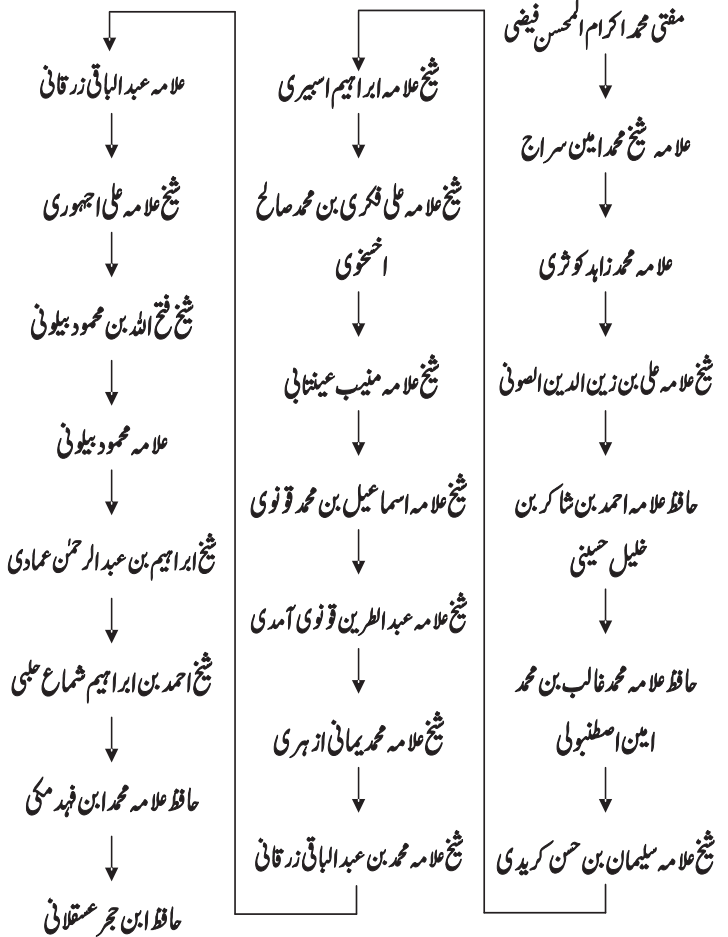 مفتی محمد اکرام المحسن فیضی
علامہ شیخ محمد امین سراج
علامہ محمد زاہد کوثری
شیخ علامہ علی بن زین الدین الصونی
حافظ علامہ احمد بن شاکر بن
خلیل حسینی
حافظ علامہ محمد غالب بن محمد
امین اصطنبولی
شیخ علامہ سلیمان بن حسن کریدی
شیخ علامہ ابراہیم اسبیری
شیخ علامہ علی فکری بن محمد صالح
اخسخوی
شیخ علامہ منیب عینتابی
شیخ علامہ اسماعیل بن محمد قونوی
شیخ علامہ عبد الطرین قونوی آمدی
شیخ علامہ محمد یمانی ازہری
شیخ علامہ محمد بن عبد الباقی زرقانی
علامہ عبد الباقی زرقانی
شیخ علامہ علی اجہوری
شیخ فتح اللہ بن محمود بیلونی
علامہ محمود بیلونی
شیخ ابراہیم بن عبد الرحمٰن عمادی
شیخ احمد بن ابراہیم شماع حلبی
حافظ علامہ محمد ابن فہد مکی
حافظ ابن حجر عسقلانی